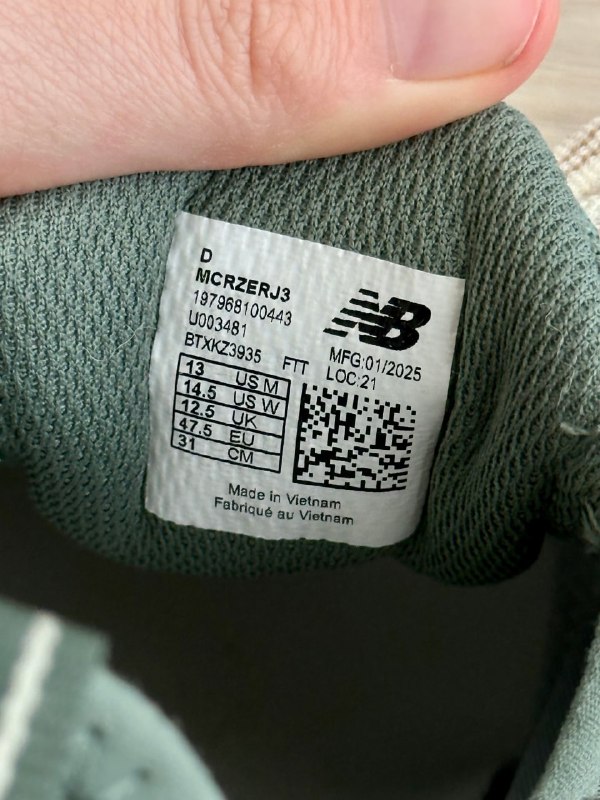 D
MCRZERJ3
197968100443
U003481
BTXKZ3935 FTT
NB
MFG:01/2025
LOC:21
13 US M
14.5 US W
12.5 UK
47.5 EU
31 CM
Made in Vietnam
Fabriqué au Vietnam